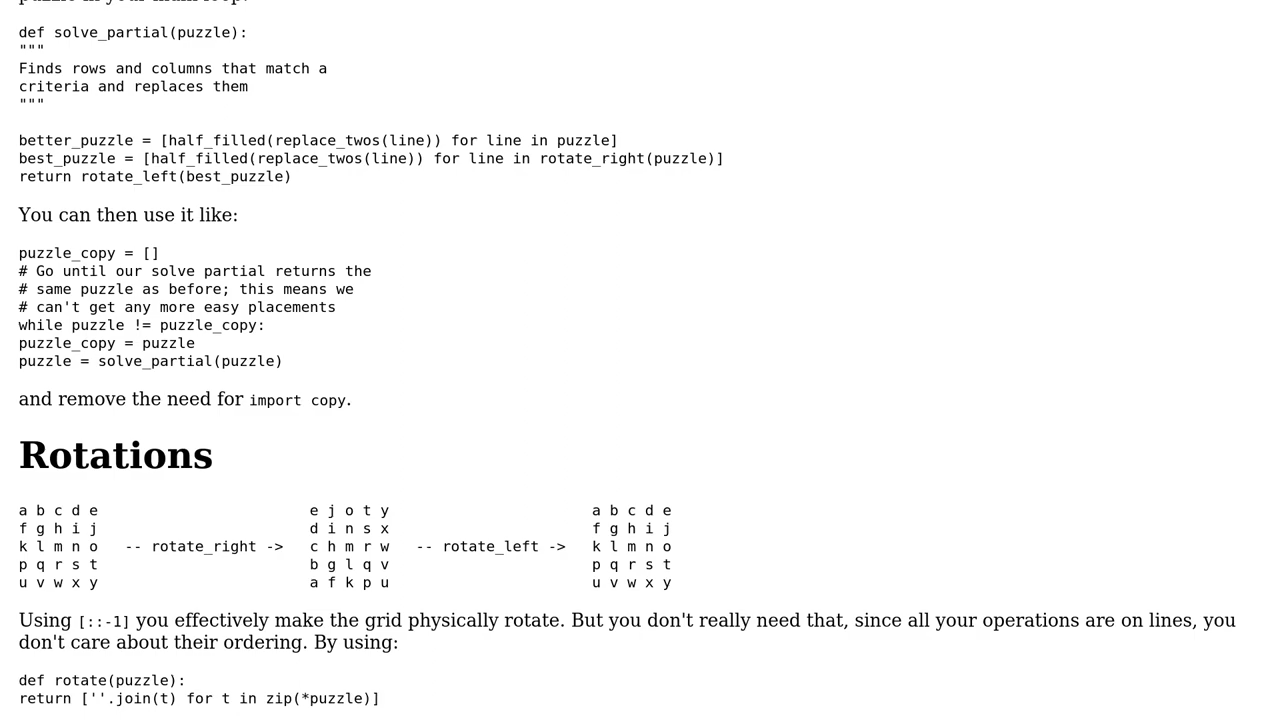 puzzle in your main loop:
def solve_partial(puzzle):
"""
Finds rows and columns that match a
criteria and replaces them
"""
better_puzzle = [half_filled(replace_twos(line)) for line in puzzle]
best_puzzle = [half_filled(replace_twos(line)) for line in rotate_right(puzzle)]
return rotate_left(best_puzzle)
You can then use it like:
puzzle_copy = []
# Go until our solve partial returns the
# same puzzle as before; this means we
# can't get any more easy placements
while puzzle != puzzle_copy:
puzzle_copy = puzzle
puzzle = solve_partial(puzzle)
and remove the need for import copy.
Rotations
a b c d e                        e j o t y                       a b c d e
f g h i j                        d i n s x                       f g h i j
k l m n o   -- rotate_right ->   c h m r w   -- rotate_left ->   k l m n o
p q r s t                        b g l q v                       p q r s t
u v w x y                        a f k p u                       u v w x y
Using [::-1] you effectively make the grid physically rotate. But you don't really need that, since all your operations are on lines, you
don't care about their ordering. By using:
def rotate(puzzle):
return [''.join(t) for t in zip(*puzzle)]